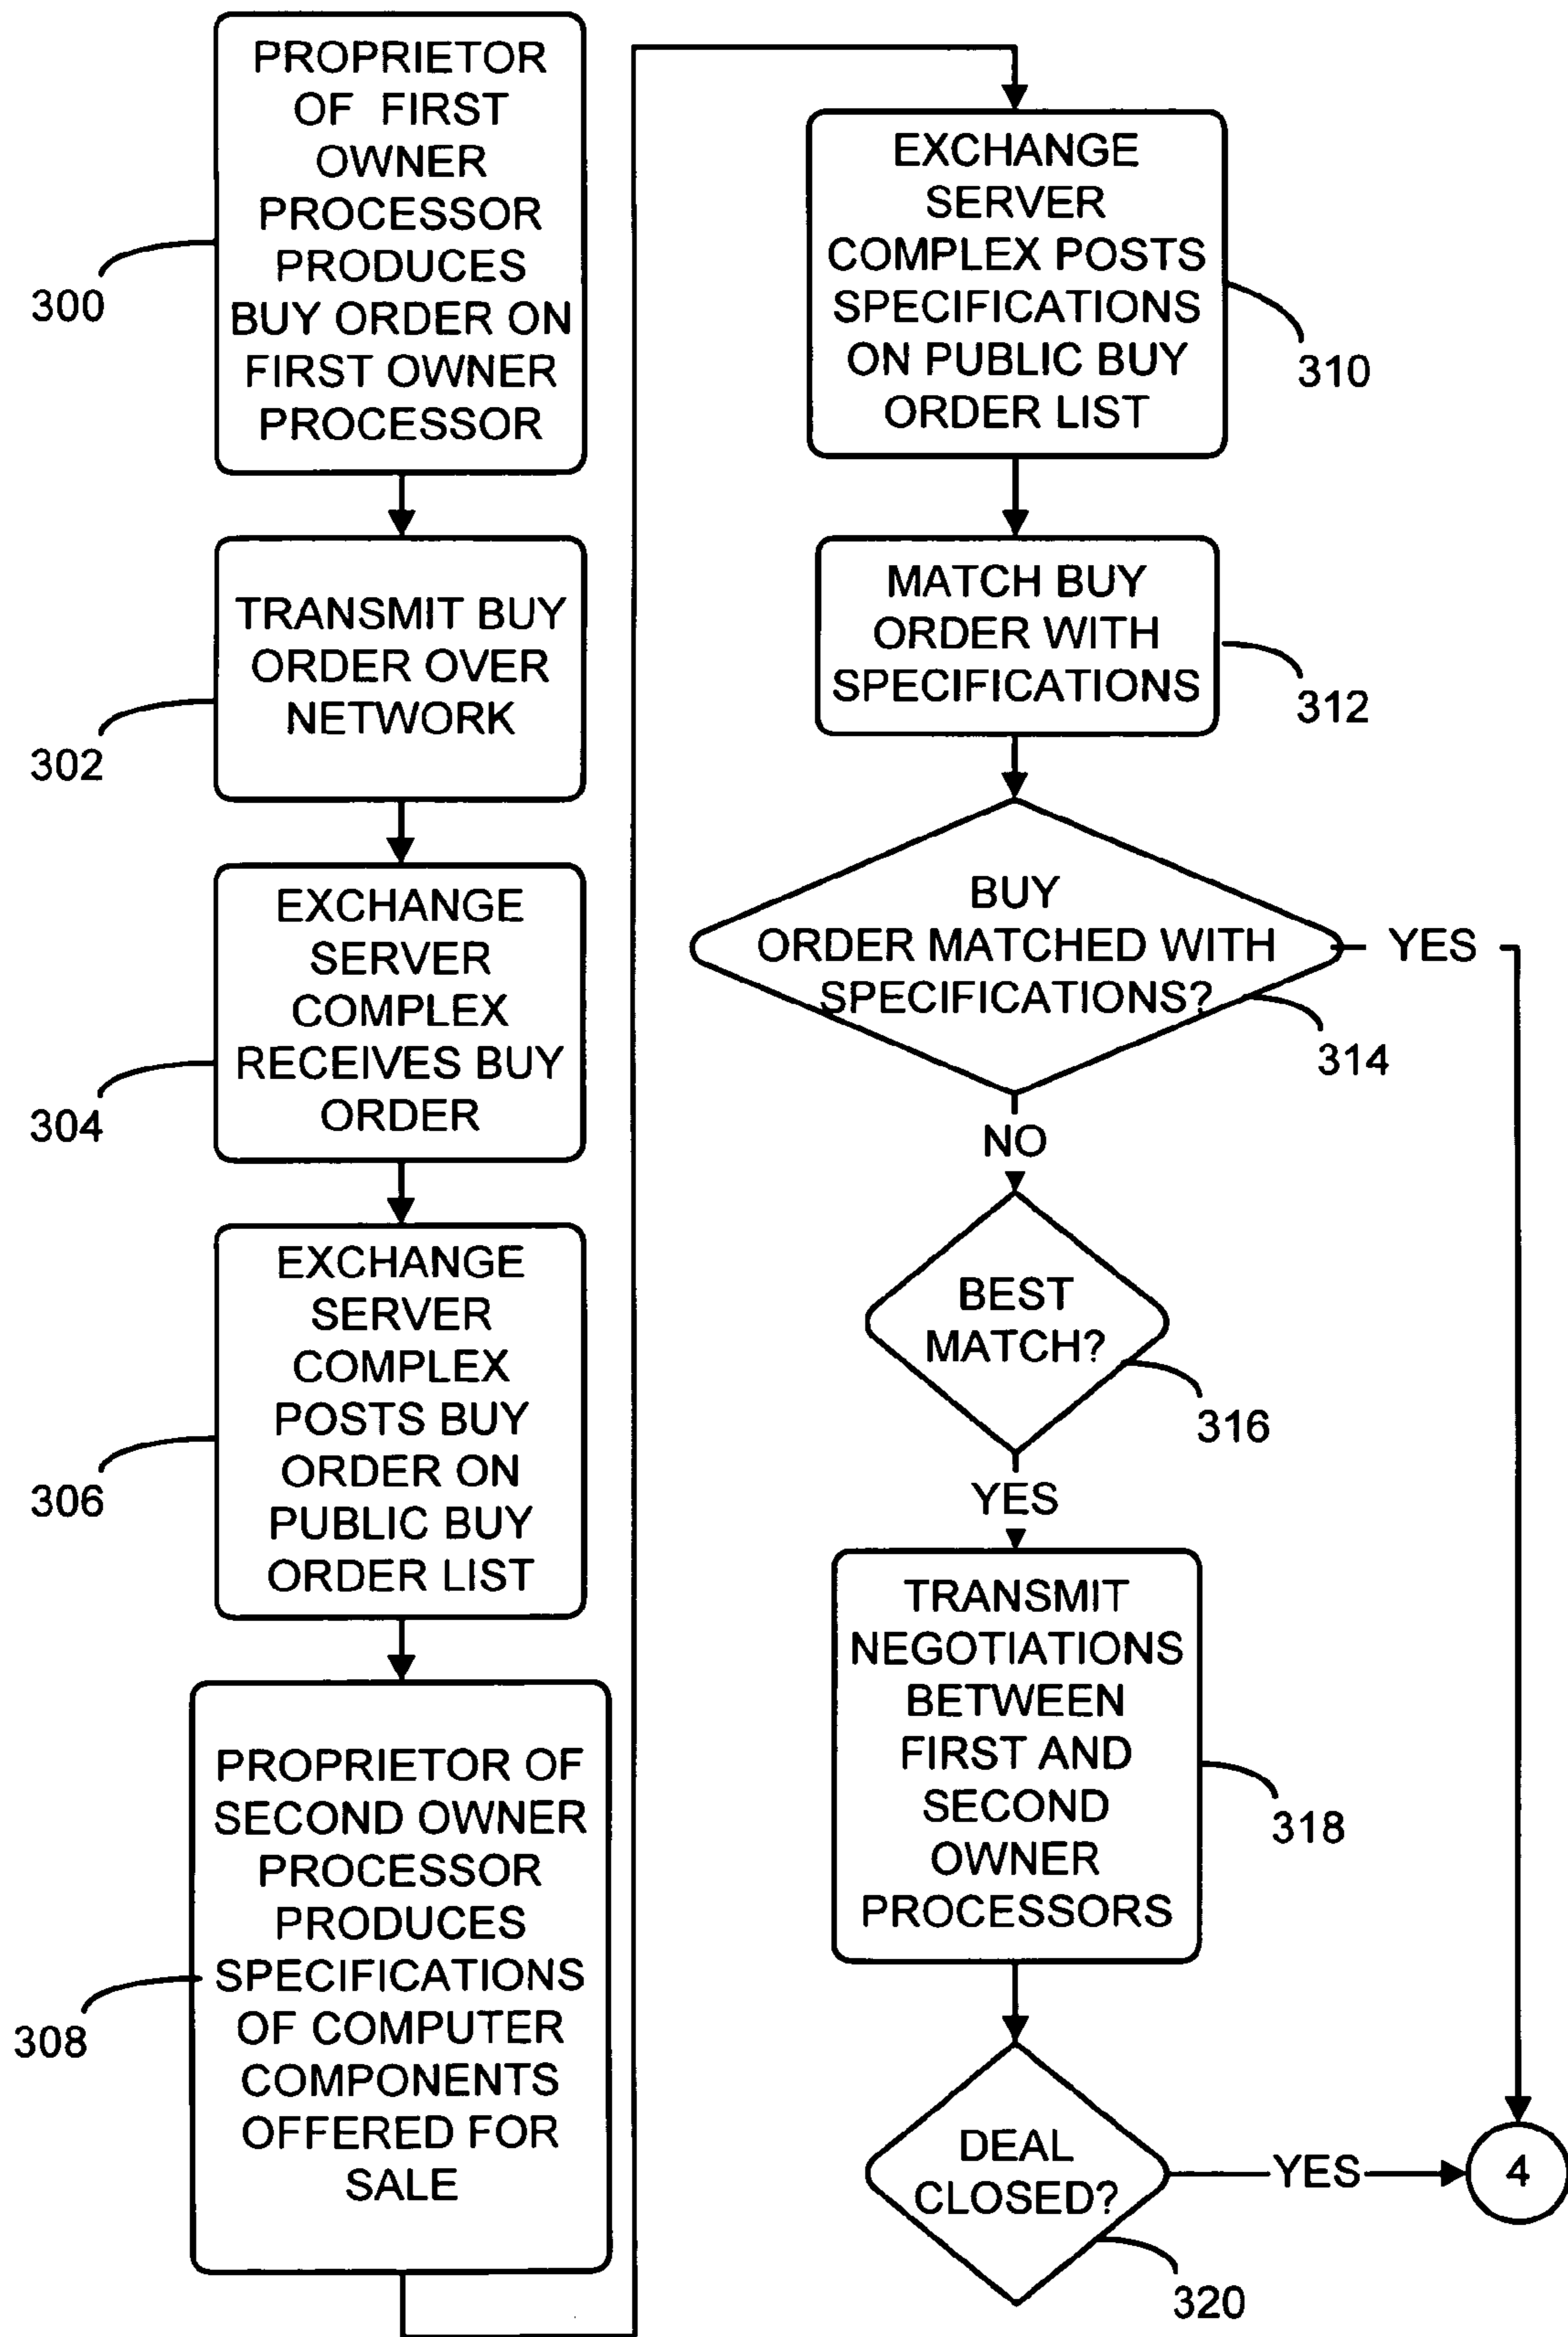 PROPRIETOR
OF FIRST
OWNER
PROCESSOR
PRODUCES
BUY ORDER ON
FIRST OWNER
PROCESSOR
300
TRANSMIT BUY
ORDER OVER
NETWORK
302
EXCHANGE
SERVER
COMPLEX
RECEIVES BUY
ORDER
304
EXCHANGE
SERVER
COMPLEX
POSTS BUY
ORDER ON
PUBLIC BUY
ORDER LIST
306
PROPRIETOR OF
SECOND OWNER
PROCESSOR
PRODUCES
SPECIFICATIONS
OF COMPUTER
COMPONENTS
OFFERED FOR
SALE
308
EXCHANGE
SERVER
COMPLEX POSTS
SPECIFICATIONS
ON PUBLIC BUY
ORDER LIST
310
MATCH BUY
ORDER WITH
SPECIFICATIONS
312
BUY
ORDER MATCHED WITH
SPECIFICATIONS?
YES
314
NO
BEST
MATCH?
316
YES
TRANSMIT
NEGOTIATIONS
BETWEEN
FIRST AND
SECOND
OWNER
PROCESSORS
318
DEAL
CLOSED?
YES
4
320